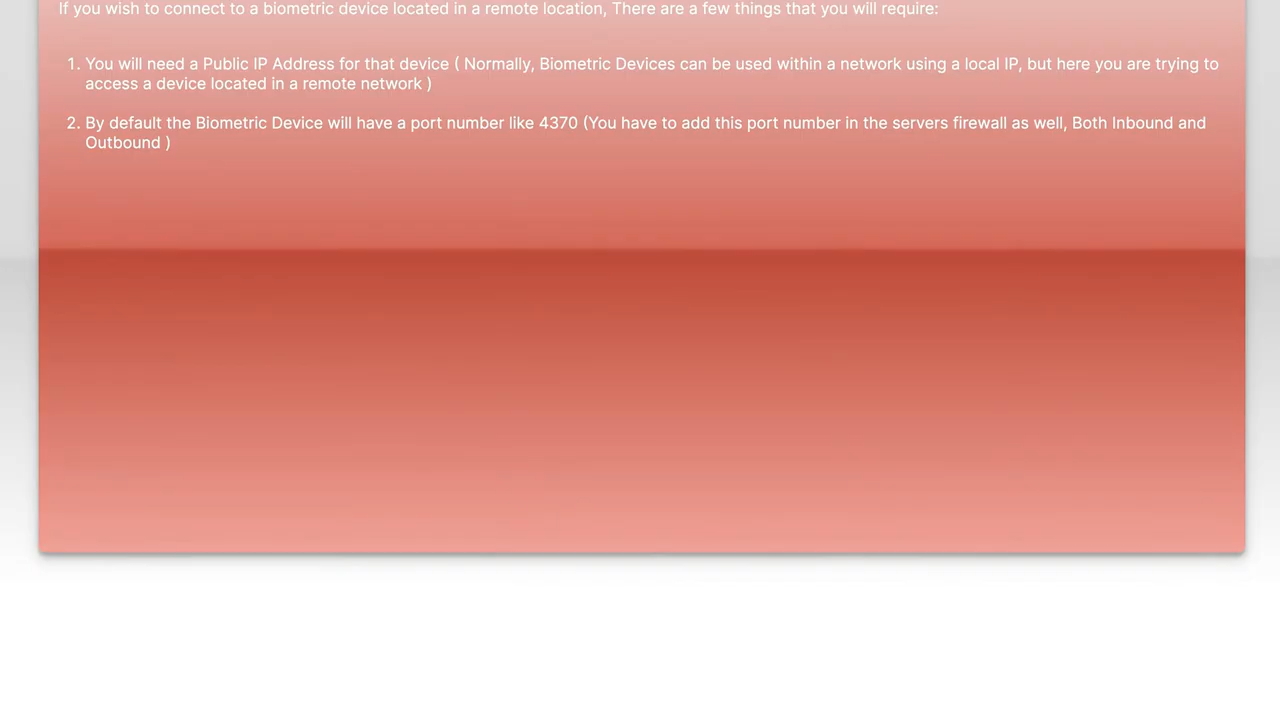 If you wish to connect to a biometric device located in a remote location, There are a few things that you will require:
1. You will need a Public IP Address for that device ( Normally, Biometric Devices can be used within a network using a local IP, but here you are trying to
access a device located in a remote network )
2. By default the Biometric Device will have a port number like 4370 (You have to add this port number in the servers firewall as well, Both Inbound and
Outbound )